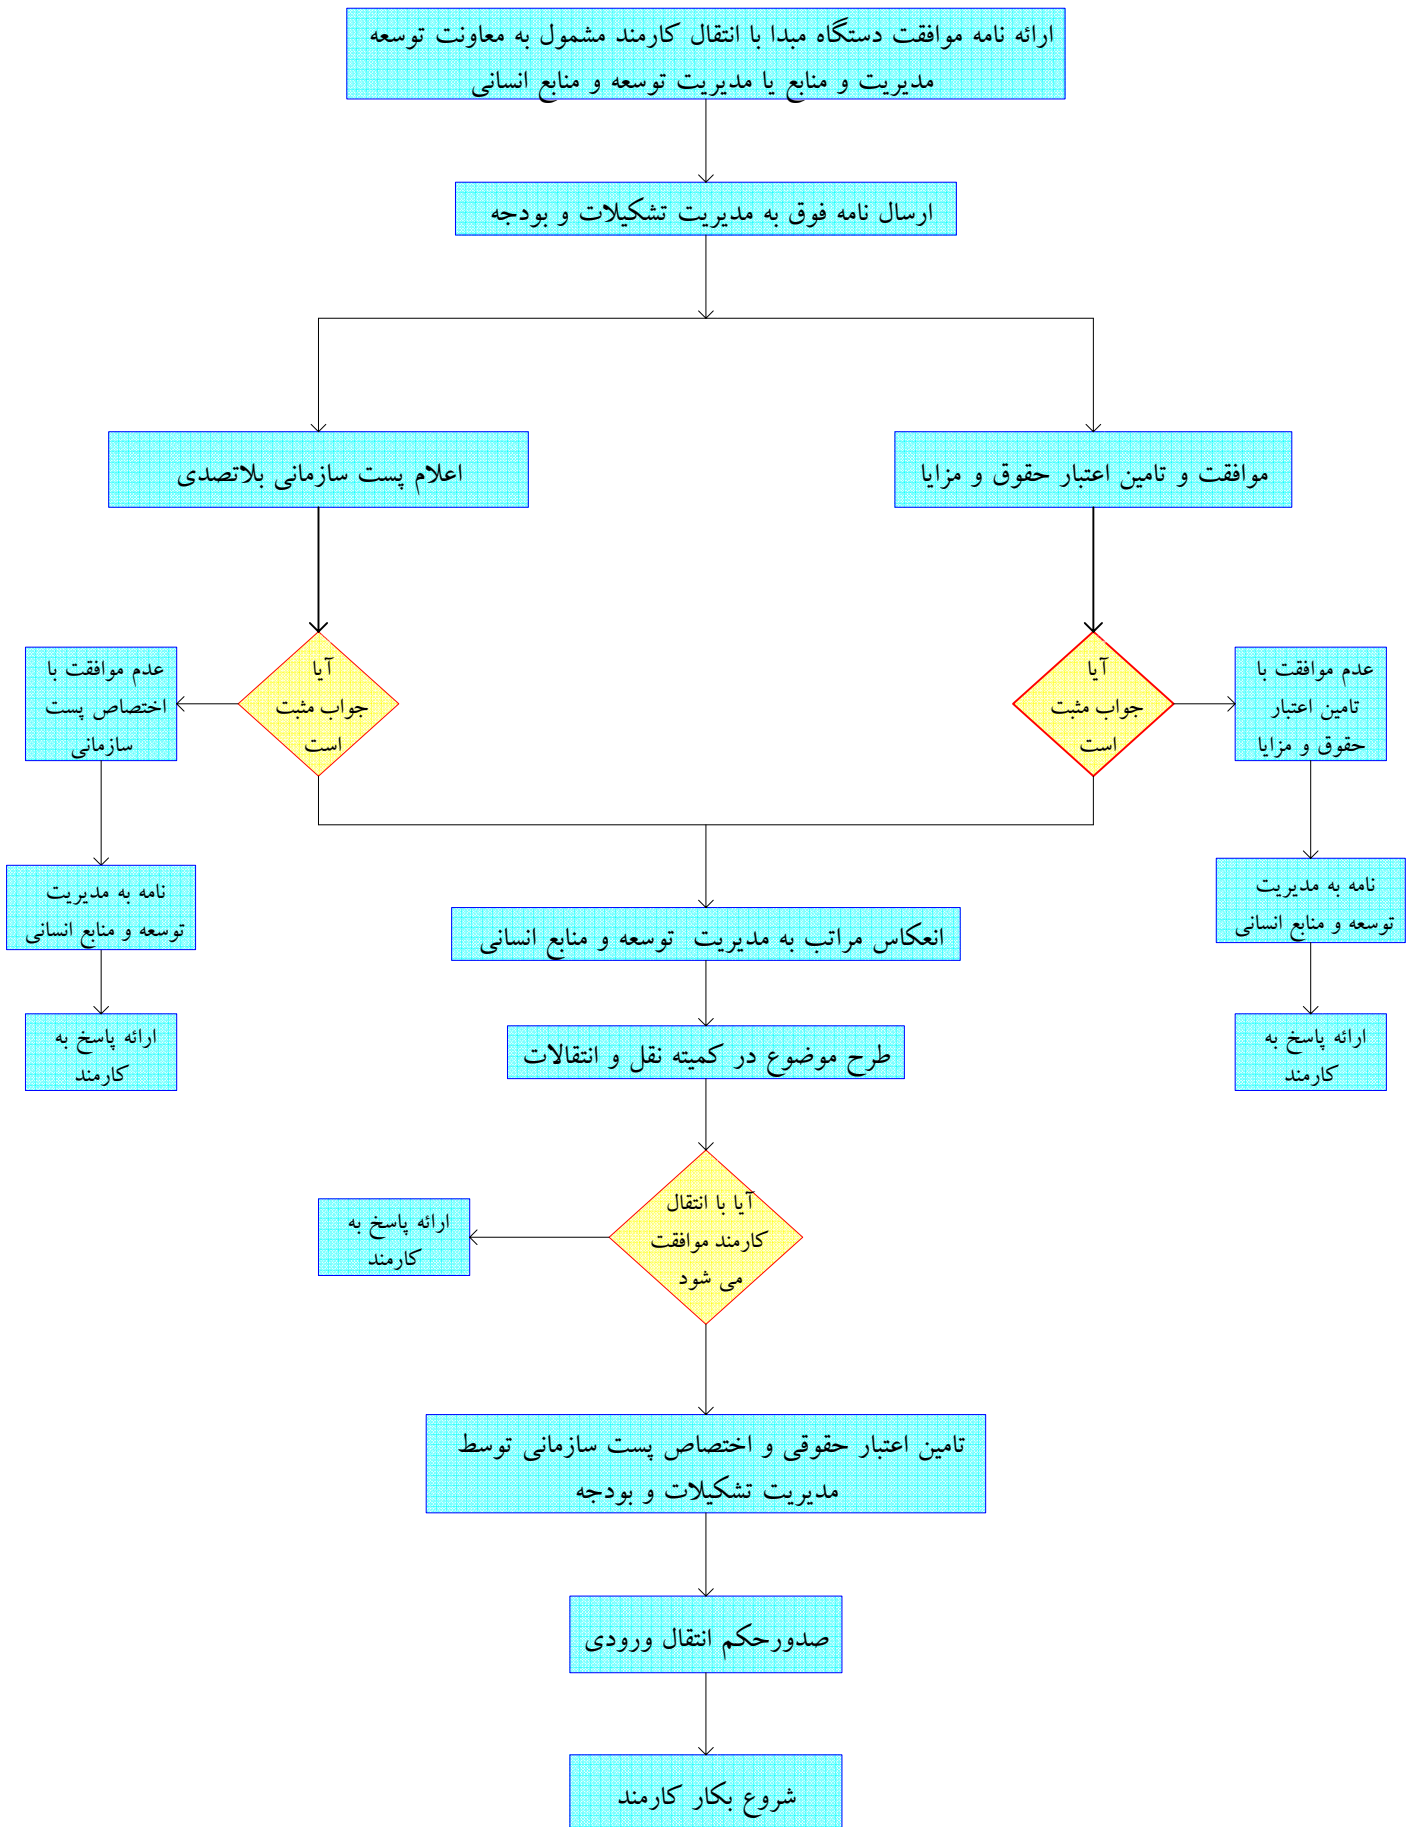 ارائه نامه موافقت دستگاه مبدا با انتقال کارمند مشمول به معاونت توسعه
مدیریت و منابع یا مدیریت توسعه و منابع انسانی
ارسال نامه فوق به مدیریت تشکیلات و بودجه
موافقت و تامین اعتبار حقوق و مزایا
اعلام پست سازمانی بلاتصدی
عدم موافقت با
تامین اعتبار
حقوق و مزایا
آیا
جواب مثبت
است
آیا
جواب مثبت
است
عدم موافقت با
اختصاص پست
سازمانی
نامه به مدیریت
توسعه و منابع انسانی
نامه به مدیریت
توسعه و منابع انسانی
انعکاس مراتب به مدیریت توسعه و منابع انسانی
ارائه پاسخ به
کارمند
ارائه پاسخ به
کارمند
طرح موضوع در کمیته نقل و انتقالات
آیا با انتقال
کارمند موافقت
می شود
ارائه پاسخ به
کارمند
تامین اعتبار حقوقی و اختصاص پست سازمانی توسط
مدیریت تشکیلات و بودجه
صدورحکم انتقال ورودی
شروع بکار کارمند